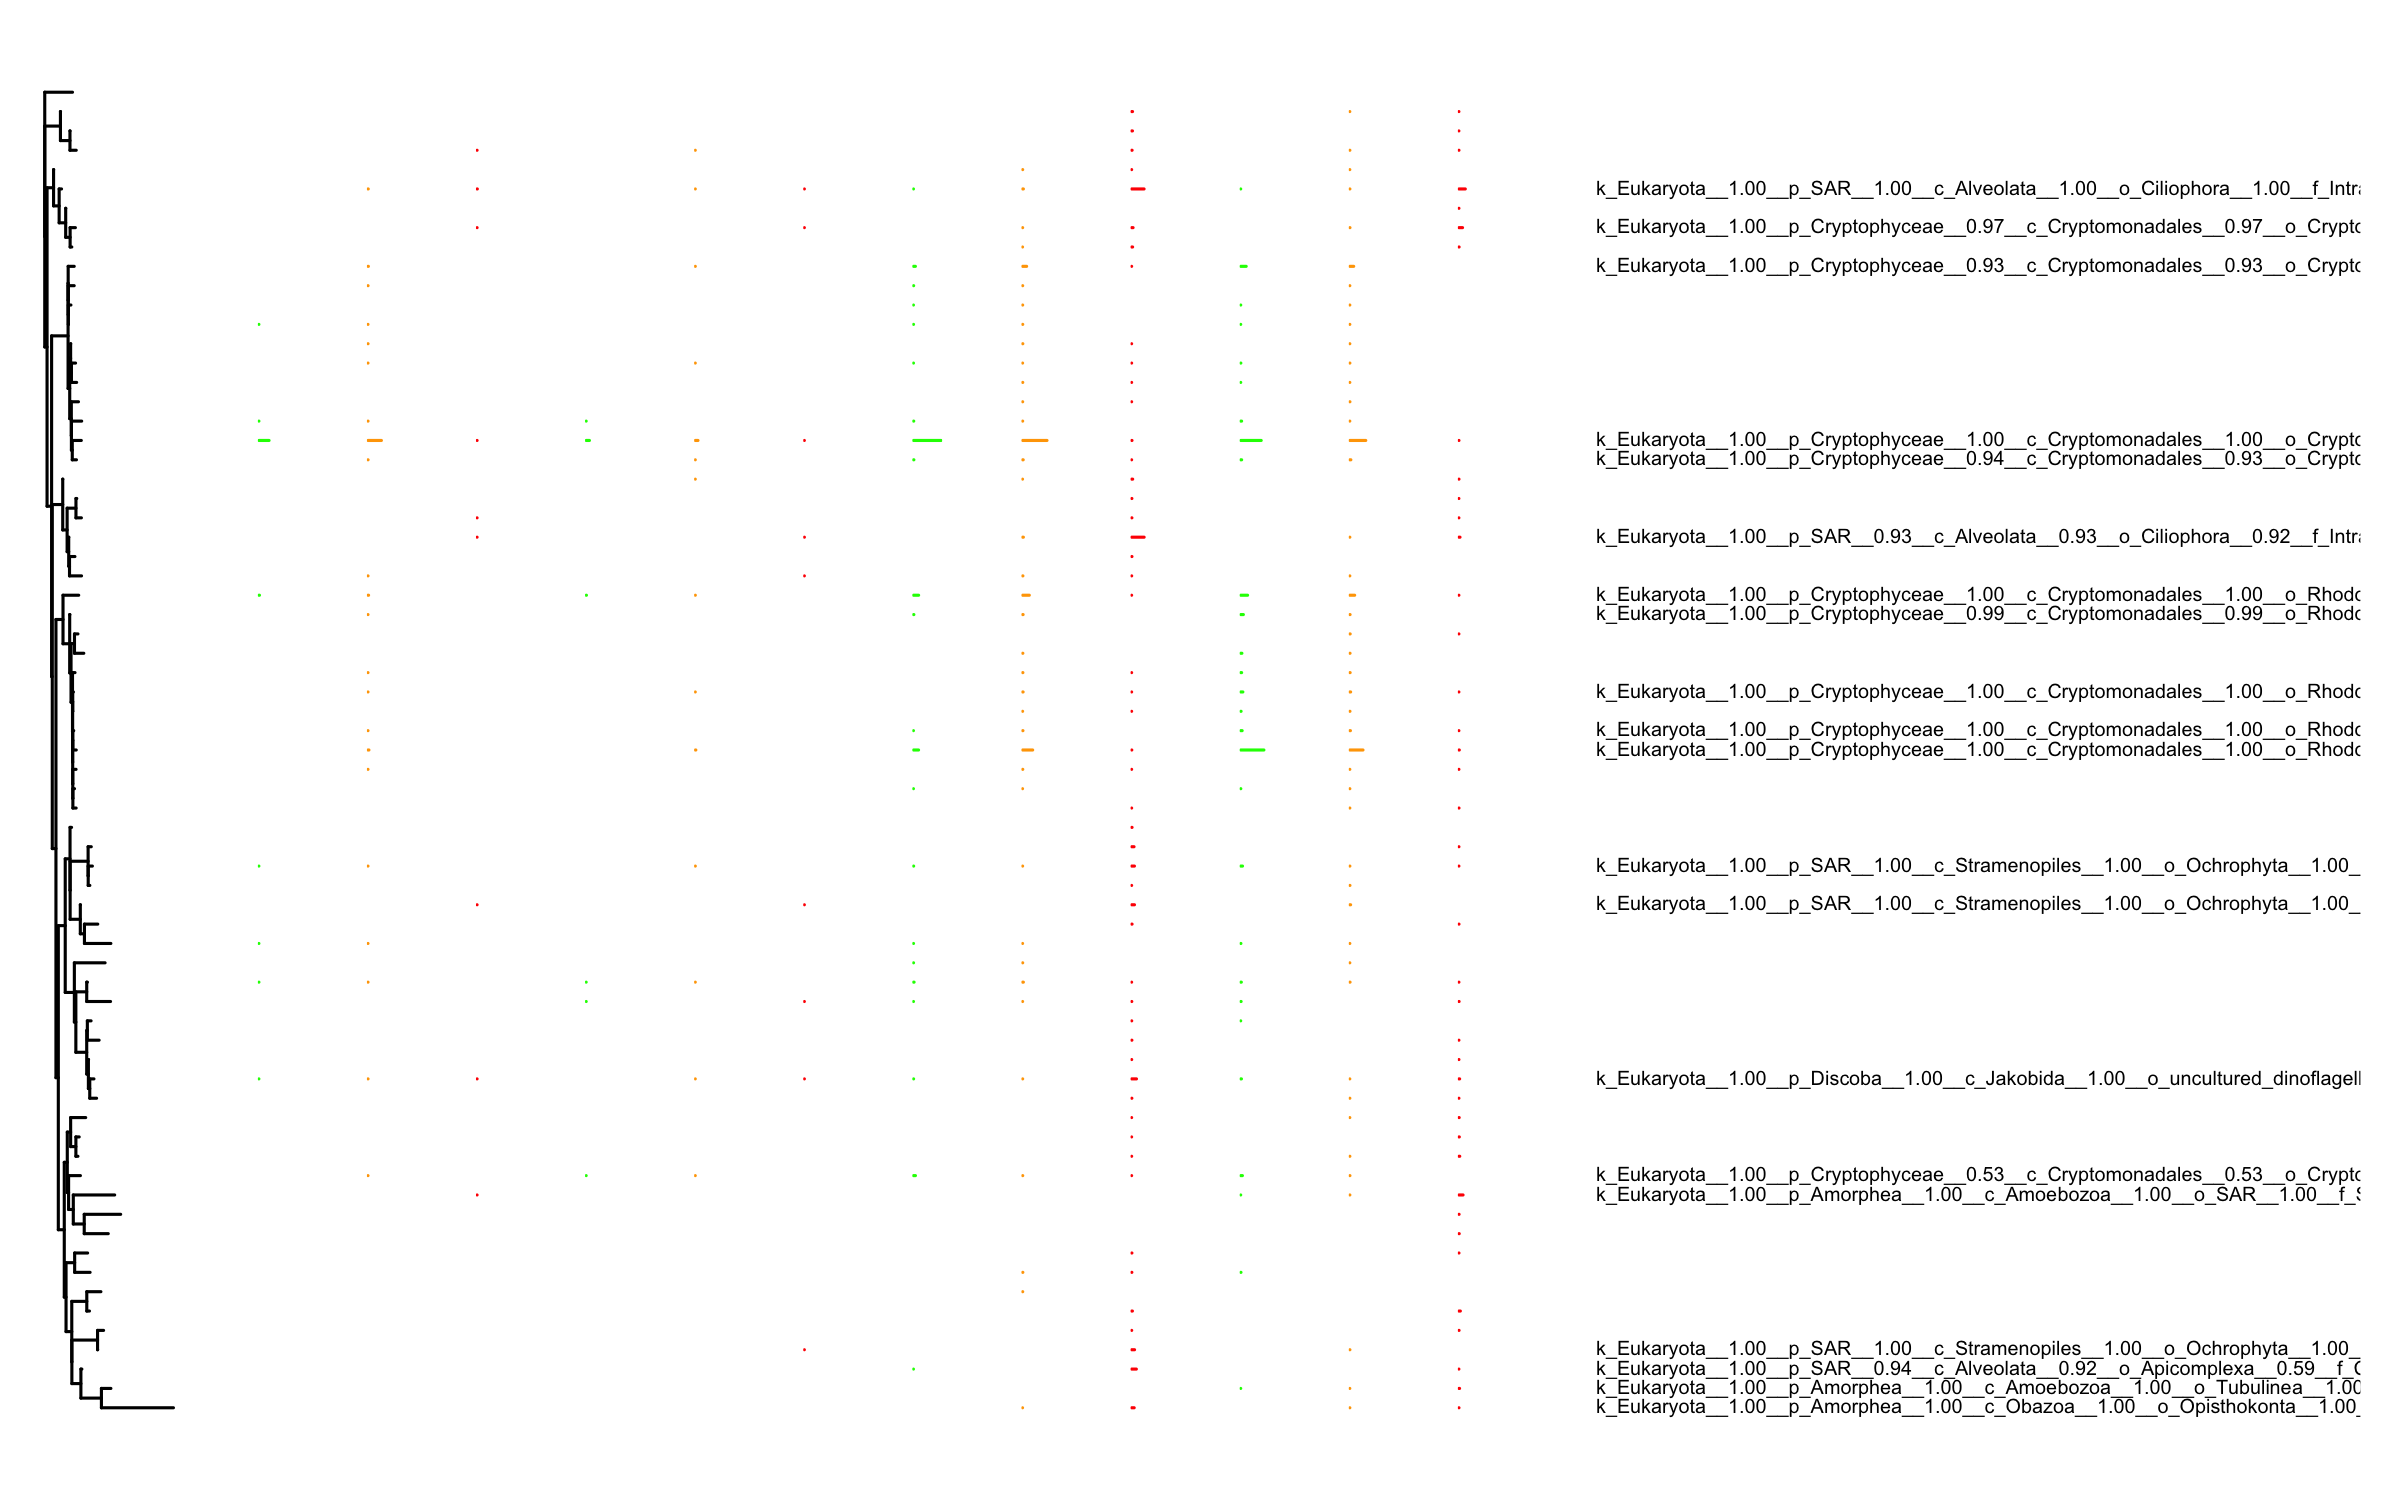 k_Eukaryota__1.00__p_SAR__1.00__c_Alveolata__1.00__o_Ciliophora__1.00__f_Intra
k_Eukaryota__1.00__p_Cryptophyceae__0.97__c_Cryptomonadales__0.97__o_Crypto
k_Eukaryota__1.00__p_Cryptophyceae__0.93__c_Cryptomonadales__0.93__o_Crypto
k_Eukaryota__1.00__p_Cryptophyceae__1.00__c_Cryptomonadales__1.00__o_Crypto
k_Eukaryota__1.00__p_Cryptophyceae__0.94__c_Cryptomonadales__0.93__o_Crypto
k_Eukaryota__1.00__p_SAR__0.93__c_Alveolata__0.93__o_Ciliophora__0.92__f_Intra
k_Eukaryota__1.00__p_Cryptophyceae__1.00__c_Cryptomonadales__1.00__o_Rhodo
k_Eukaryota__1.00__p_Cryptophyceae__0.99__c_Cryptomonadales__0.99__o_Rhodo
k_Eukaryota__1.00__p_Cryptophyceae__1.00__c_Cryptomonadales__1.00__o_Rhodo
k_Eukaryota__1.00__p_Cryptophyceae__1.00__c_Cryptomonadales__1.00__o_Rhodo
k_Eukaryota__1.00__p_Cryptophyceae__1.00__c_Cryptomonadales__1.00__o_Rhodo
k_Eukaryota__1.00__p_SAR__1.00__c_Stramenopiles__1.00__o_Ochrophyta__1.00_
k_Eukaryota__1.00__p_SAR__1.00__c_Stramenopiles__1.00__o_Ochrophyta__1.00_
k_Eukaryota__1.00__p_Discoba__1.00__c_Jakobida__1.00__o_uncultured_dinoflagell
k_Eukaryota__1.00__p_Cryptophyceae__0.53__c_Cryptomonadales__0.53__o_Crypto
k_Eukaryota__1.00__p_Amorphea__1.00__c_Amoebozoa__1.00__o_SAR__1.00__f_S
k_Eukaryota__1.00__p_SAR__1.00__c_Stramenopiles__1.00__o_Ochrophyta__1.00_
k_Eukaryota__1.00__p_SAR__0.94__c_Alveolata__0.92__o_Apicomplexa__0.59__f_C
k_Eukaryota__1.00__p_Amorphea__1.00__c_Amoebozoa__1.00__o_Tubulinea__1.00
k_Eukaryota__1.00__p_Amorphea__1.00__c_Obazoa__1.00__o_Opisthokonta__1.00_